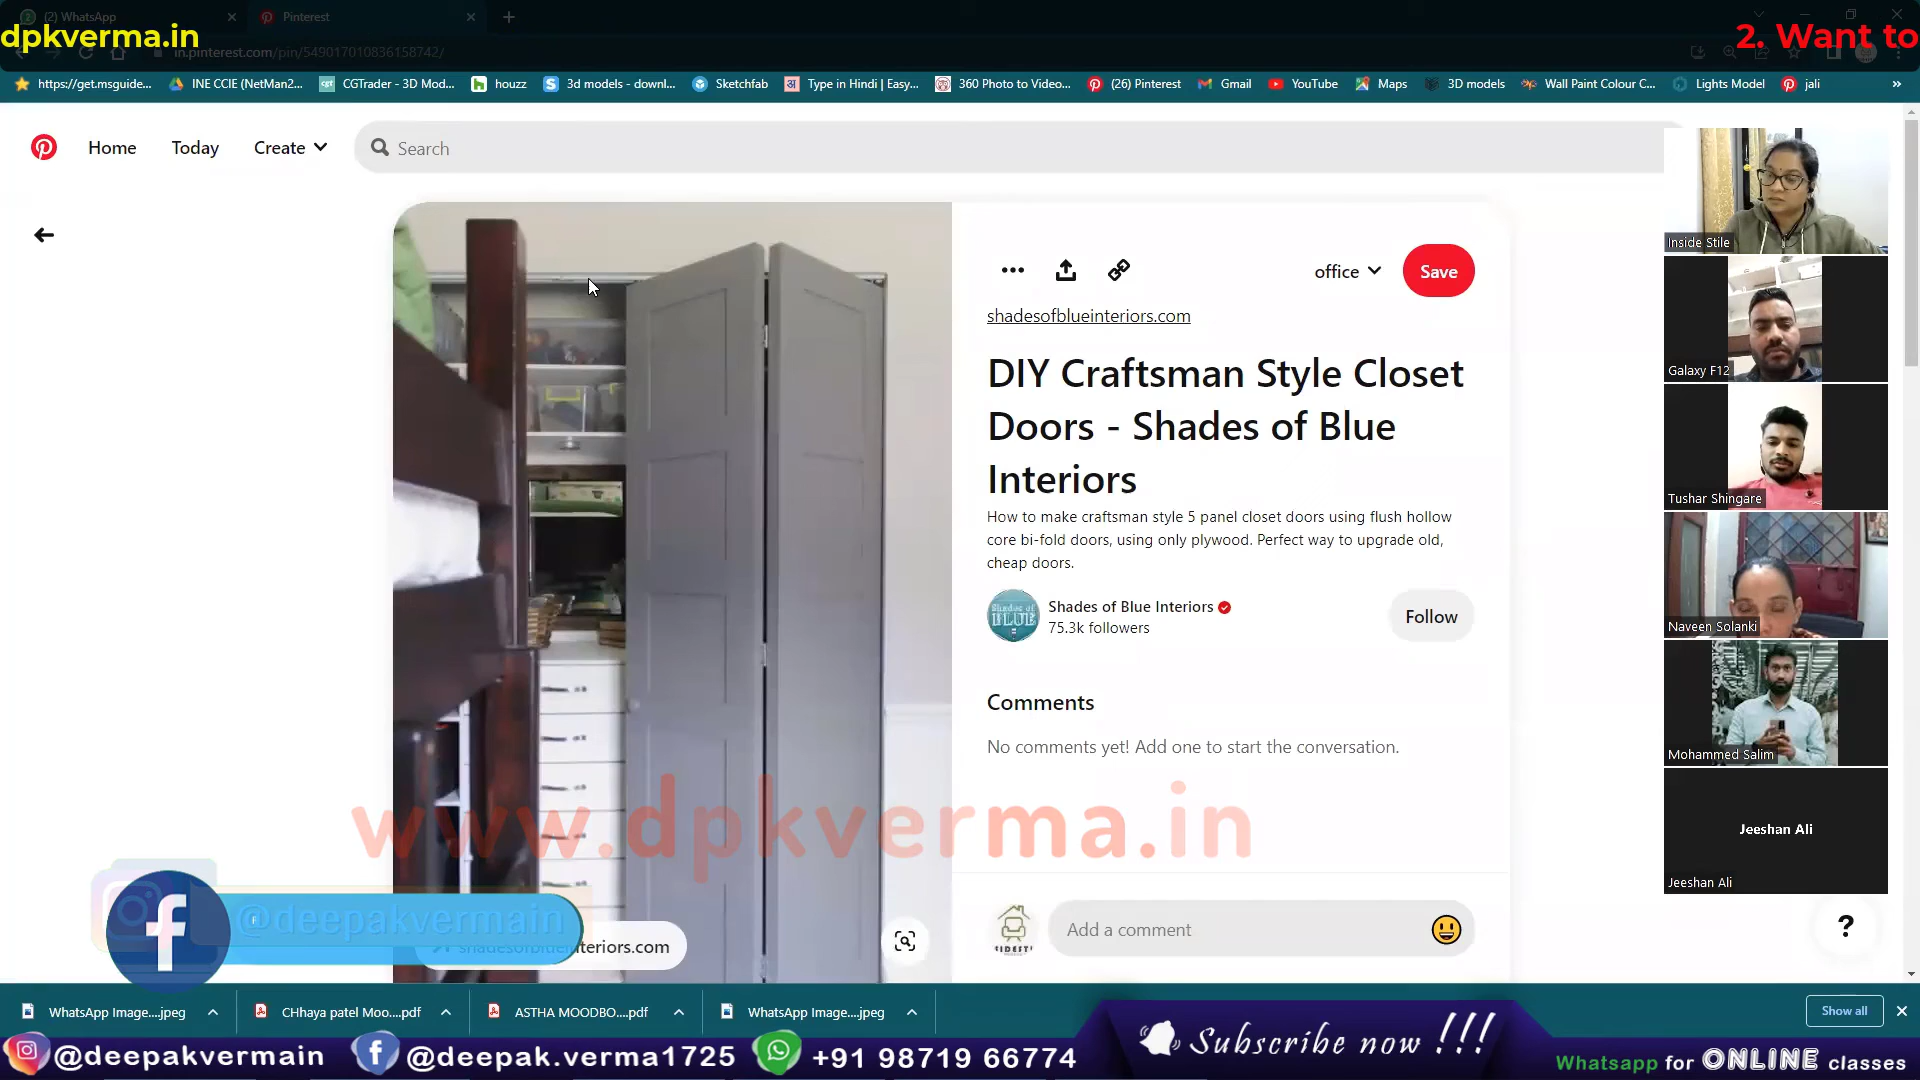 (2) WhatsApp
Pinterest
dpkverma.in
in.pinterest.com/pin/549017010836158742/
2. Want to
https://get.msguide...
INE CCIE (NetMan2...
CGTrader - 3D Mod...
houzz
3d models - downl...
Sketchfab
Type in Hindi | Easy...
360 Photo to Video...
(26) Pinterest
Gmail
YouTube
Maps
3D models
Wall Paint Colour C...
Lights Model
jali
»
Home
Today
Create
Search
office
Save
shadesofblueinteriors.com
DIY Craftsman Style Closet
Doors - Shades of Blue
Interiors
How to make craftsman style 5 panel closet doors using flush hollow
core bi-fold doors, using only plywood. Perfect way to upgrade old,
cheap doors.
Shades of BLUE
Shades of Blue Interiors
75.3k followers
Follow
Comments
No comments yet! Add one to start the conversation.
Add a comment
Inside Stile
Galaxy F12
Tushar Shingare
Naveen Solanki
Mohammed Salim
Jeeshan Ali
Jeeshan Ali
?
www.dpkverma.in
@deepakvermain
shadesofblueinteriors.com
WhatsApp Image....jpeg
CHhaya patel Moo....pdf
ASTHA MOODBO....pdf
WhatsApp Image....jpeg
Show all
@deepakvermain
@deepak.verma1725
+91 98719 66774
Subscribe now !!!
Whatsapp for ONLINE classes